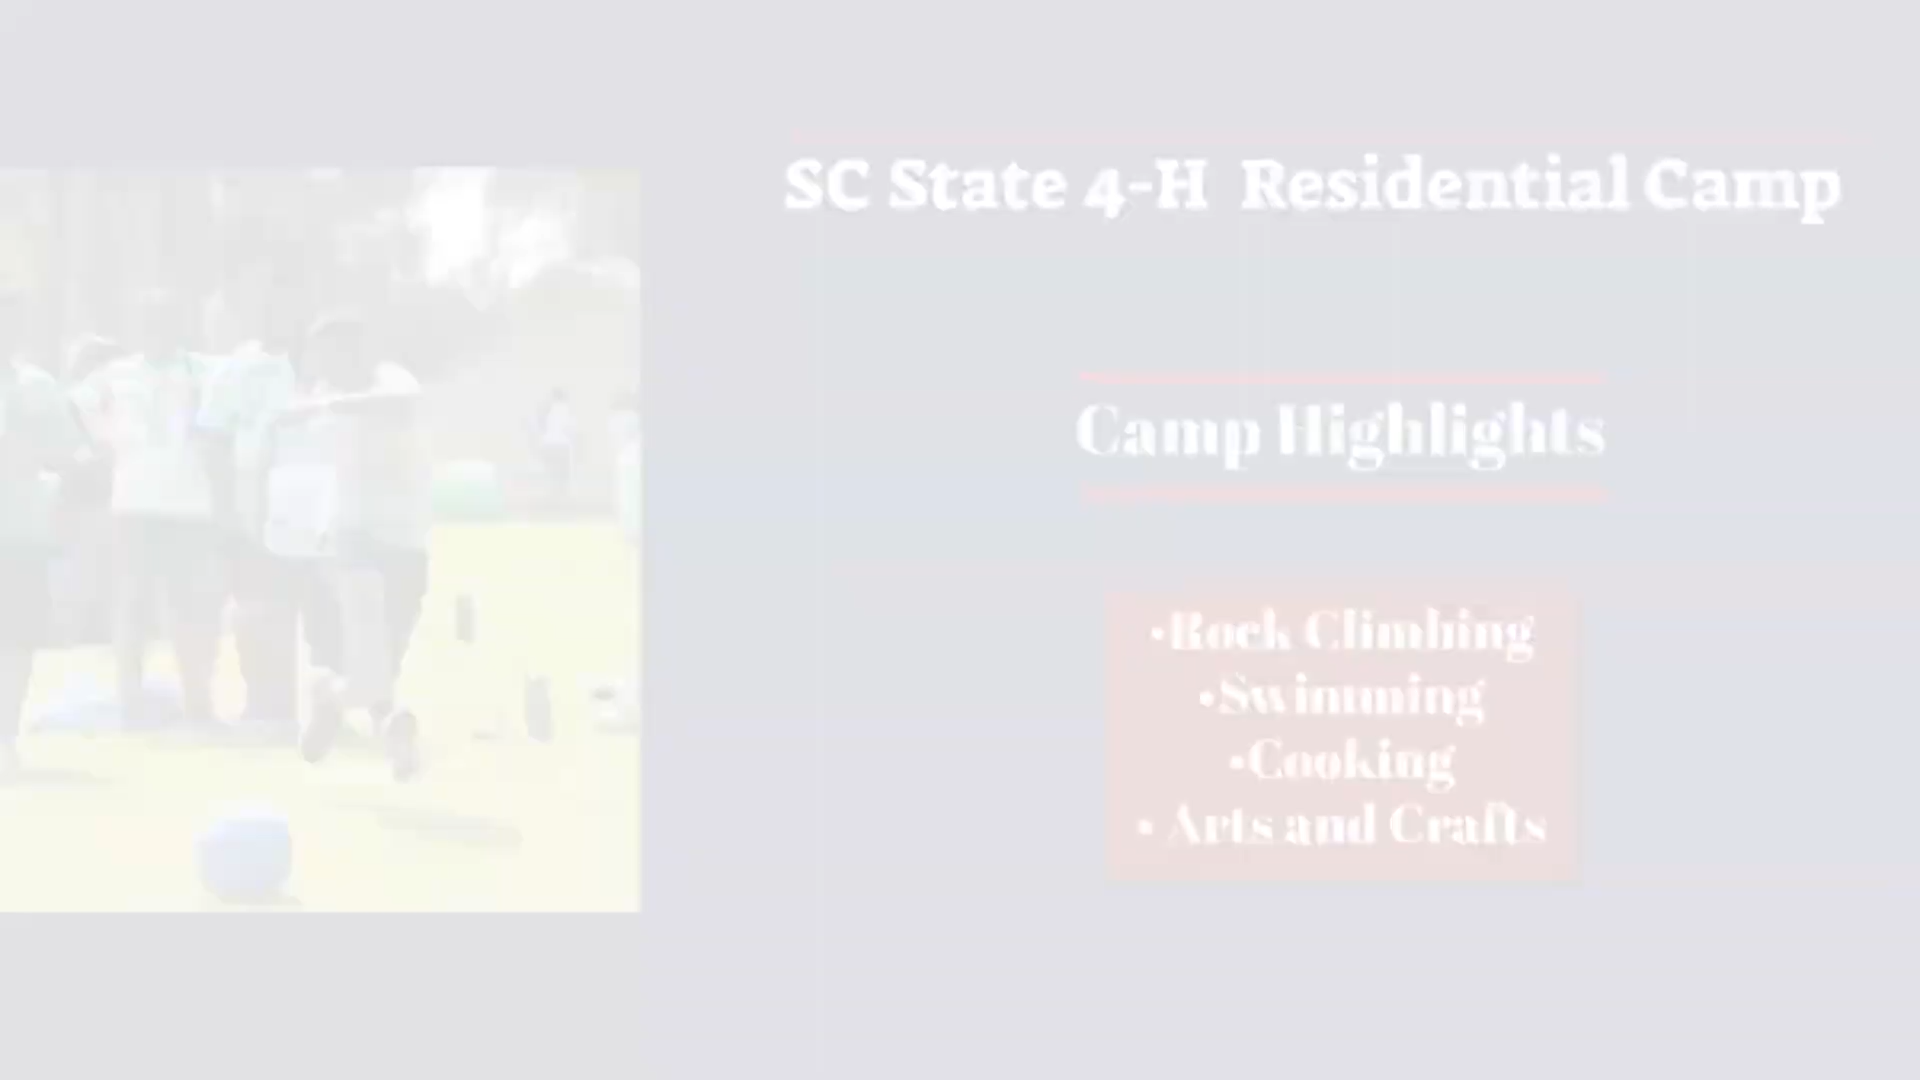 SC State 4-H Residential Camp
Camp Highlights
•Rock Climbing
•Swimming
•Cooking
• Arts and Crafts